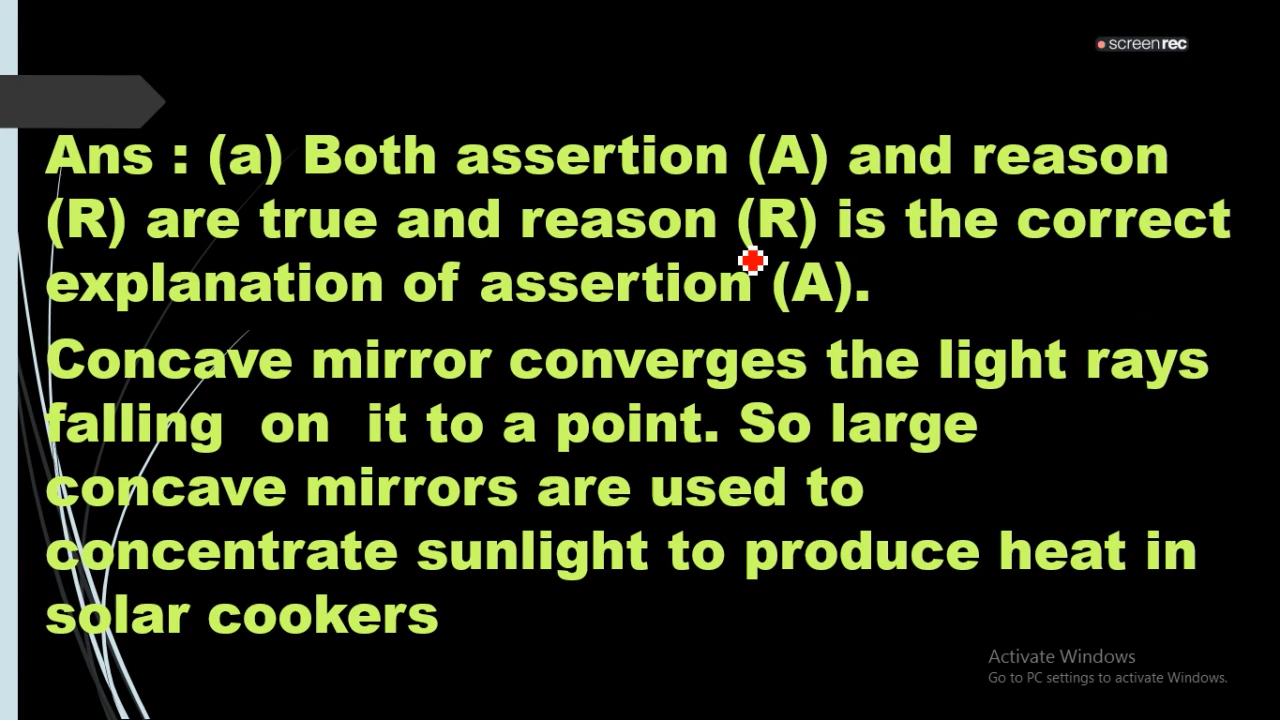 screenrec
Ans : (a) Both assertion (A) and reason
(R) are true and reason (R) is the correct
explanation of assertion (A).
Concave mirror converges the light rays
falling  on  it to a point. So large
concave mirrors are used to
concentrate sunlight to produce heat in
solar cookers
Activate Windows
Go to PC settings to activate Windows.